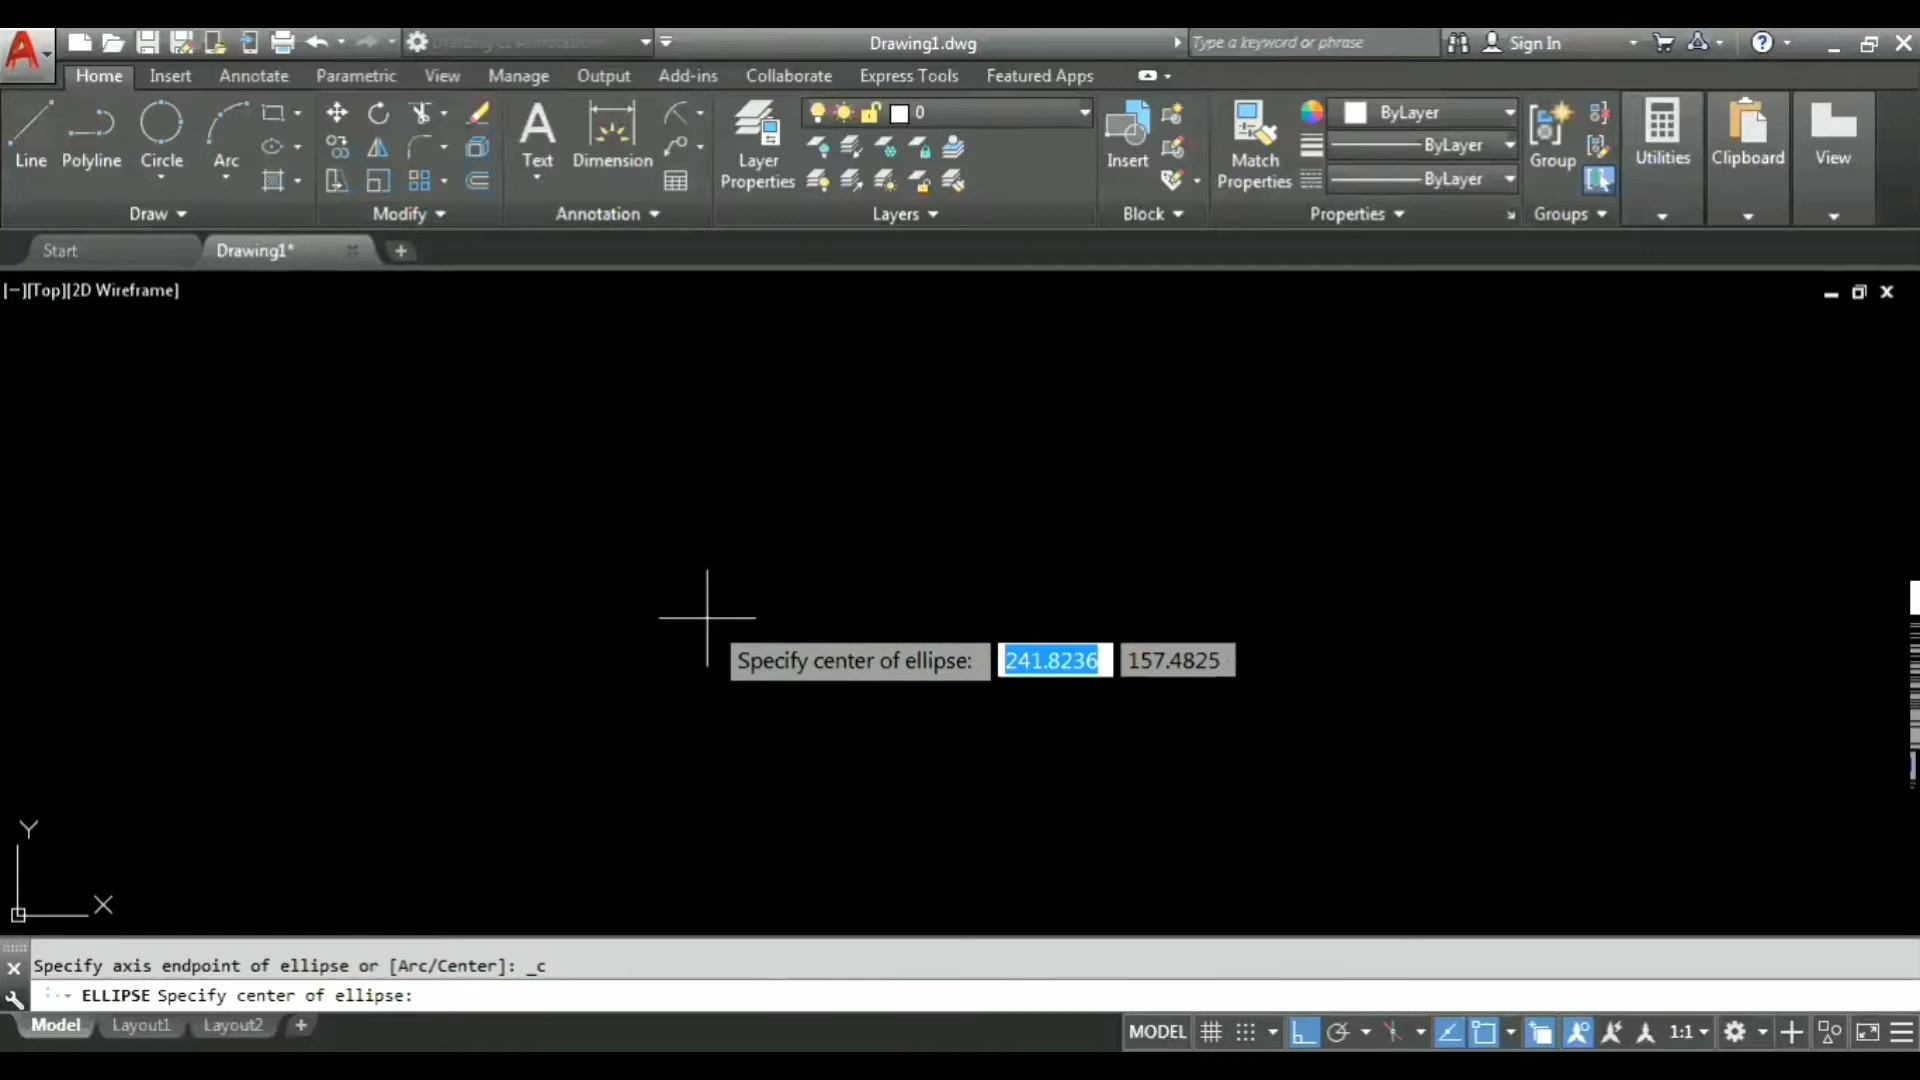 Drafting & Annotation
Drawing1.dwg
Type a keyword or phrase
Sign In
Home Insert Annotate Parametric View Manage Output Add-ins Collaborate Express Tools Featured Apps
0
ByLayer
ByLayer
ByLayer
Line Polyline Circle Arc
Text Dimension
Layer Properties
Insert
Match Properties
Group
Utilities
Clipboard
View
Draw Modify Annotation Layers Block Properties Groups
Start Drawing1* +
[−][Top][2D Wireframe]
Specify center of ellipse: 241.8236 157.4825
Y
X
Specify axis endpoint of ellipse or [Arc/Center]: _c
ELLIPSE Specify center of ellipse:
Model Layout1 Layout2 +
MODEL 1:1